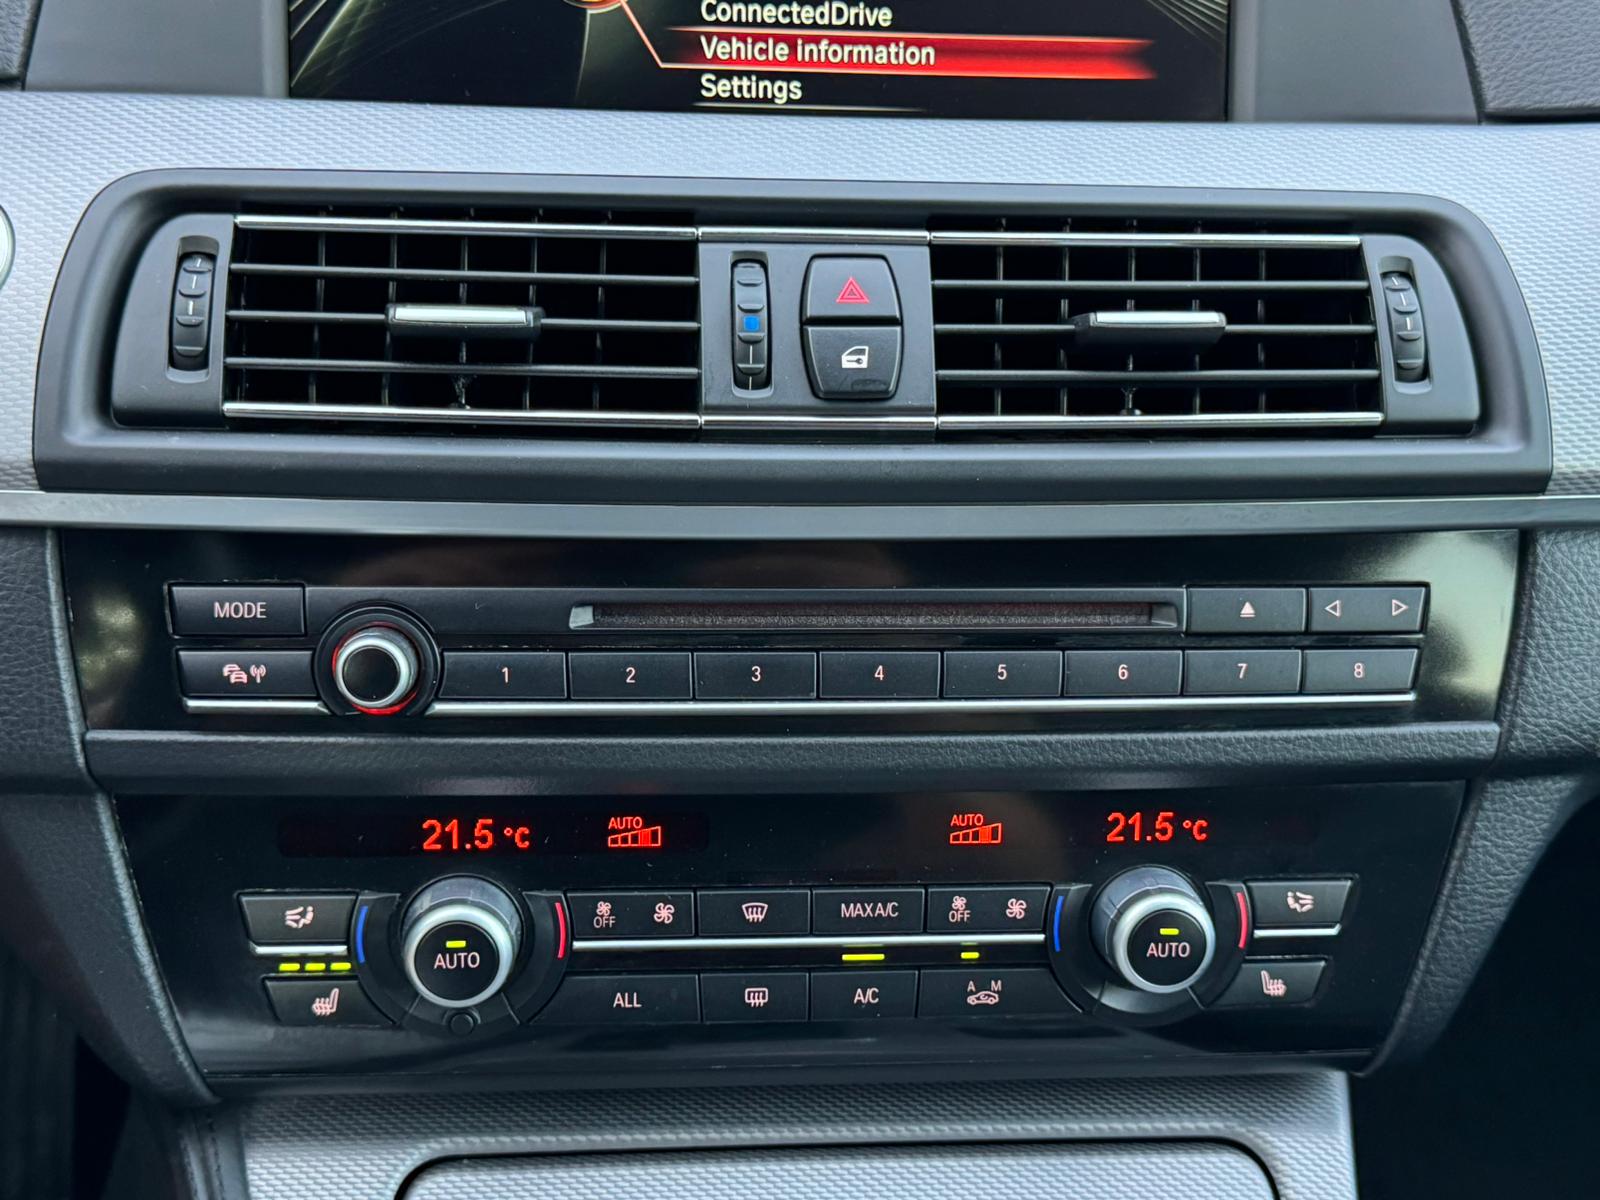 ConnectedDrive
Vehicle information
Settings
MODE
1 2 3 4 5 6 7 8
21.5 °C AUTO AUTO 21.5 °C
OFF MAX A/C OFF
AUTO AUTO
ALL A/C A M